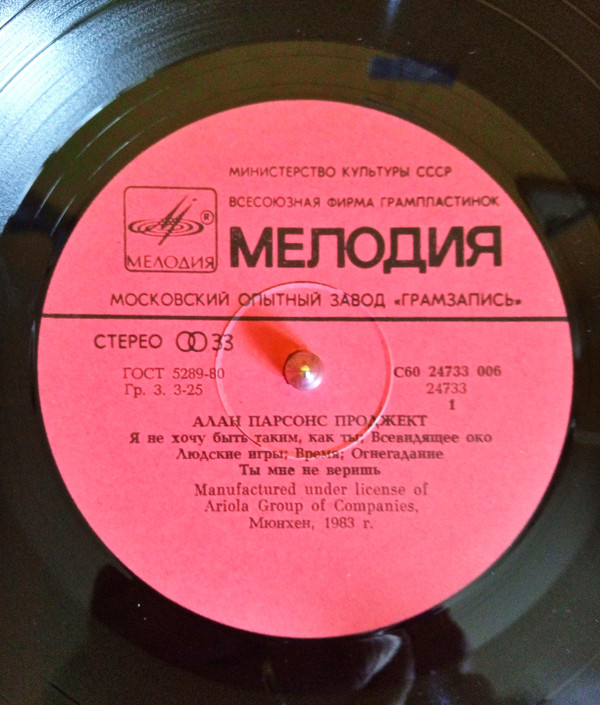 МИНИСТЕРСТВО КУЛЬТУРЫ СССР
ВСЕСОЮЗНАЯ ФИРМА ГРАМПЛАСТИНОК
®
МЕЛОДИЯ
МЕЛОДИЯ
МОСКОВСКИЙ ОПЫТНЫЙ ЗАВОД «ГРАМЗАПИСЬ»
СТЕРЕО 33
ГОСТ 5289-80
Гр. 3. 3-25
С60 24733 006
24733
1
АЛАН ПАРСОНС ПРОДЖЕКТ
Я не хочу быть таким, как ты; Всевидящее око
Людские игры; Время; Огнегадание
Ты мне не веришь
Manufactured under license of
Ariola Group of Companies,
Мюнхен, 1983 г.